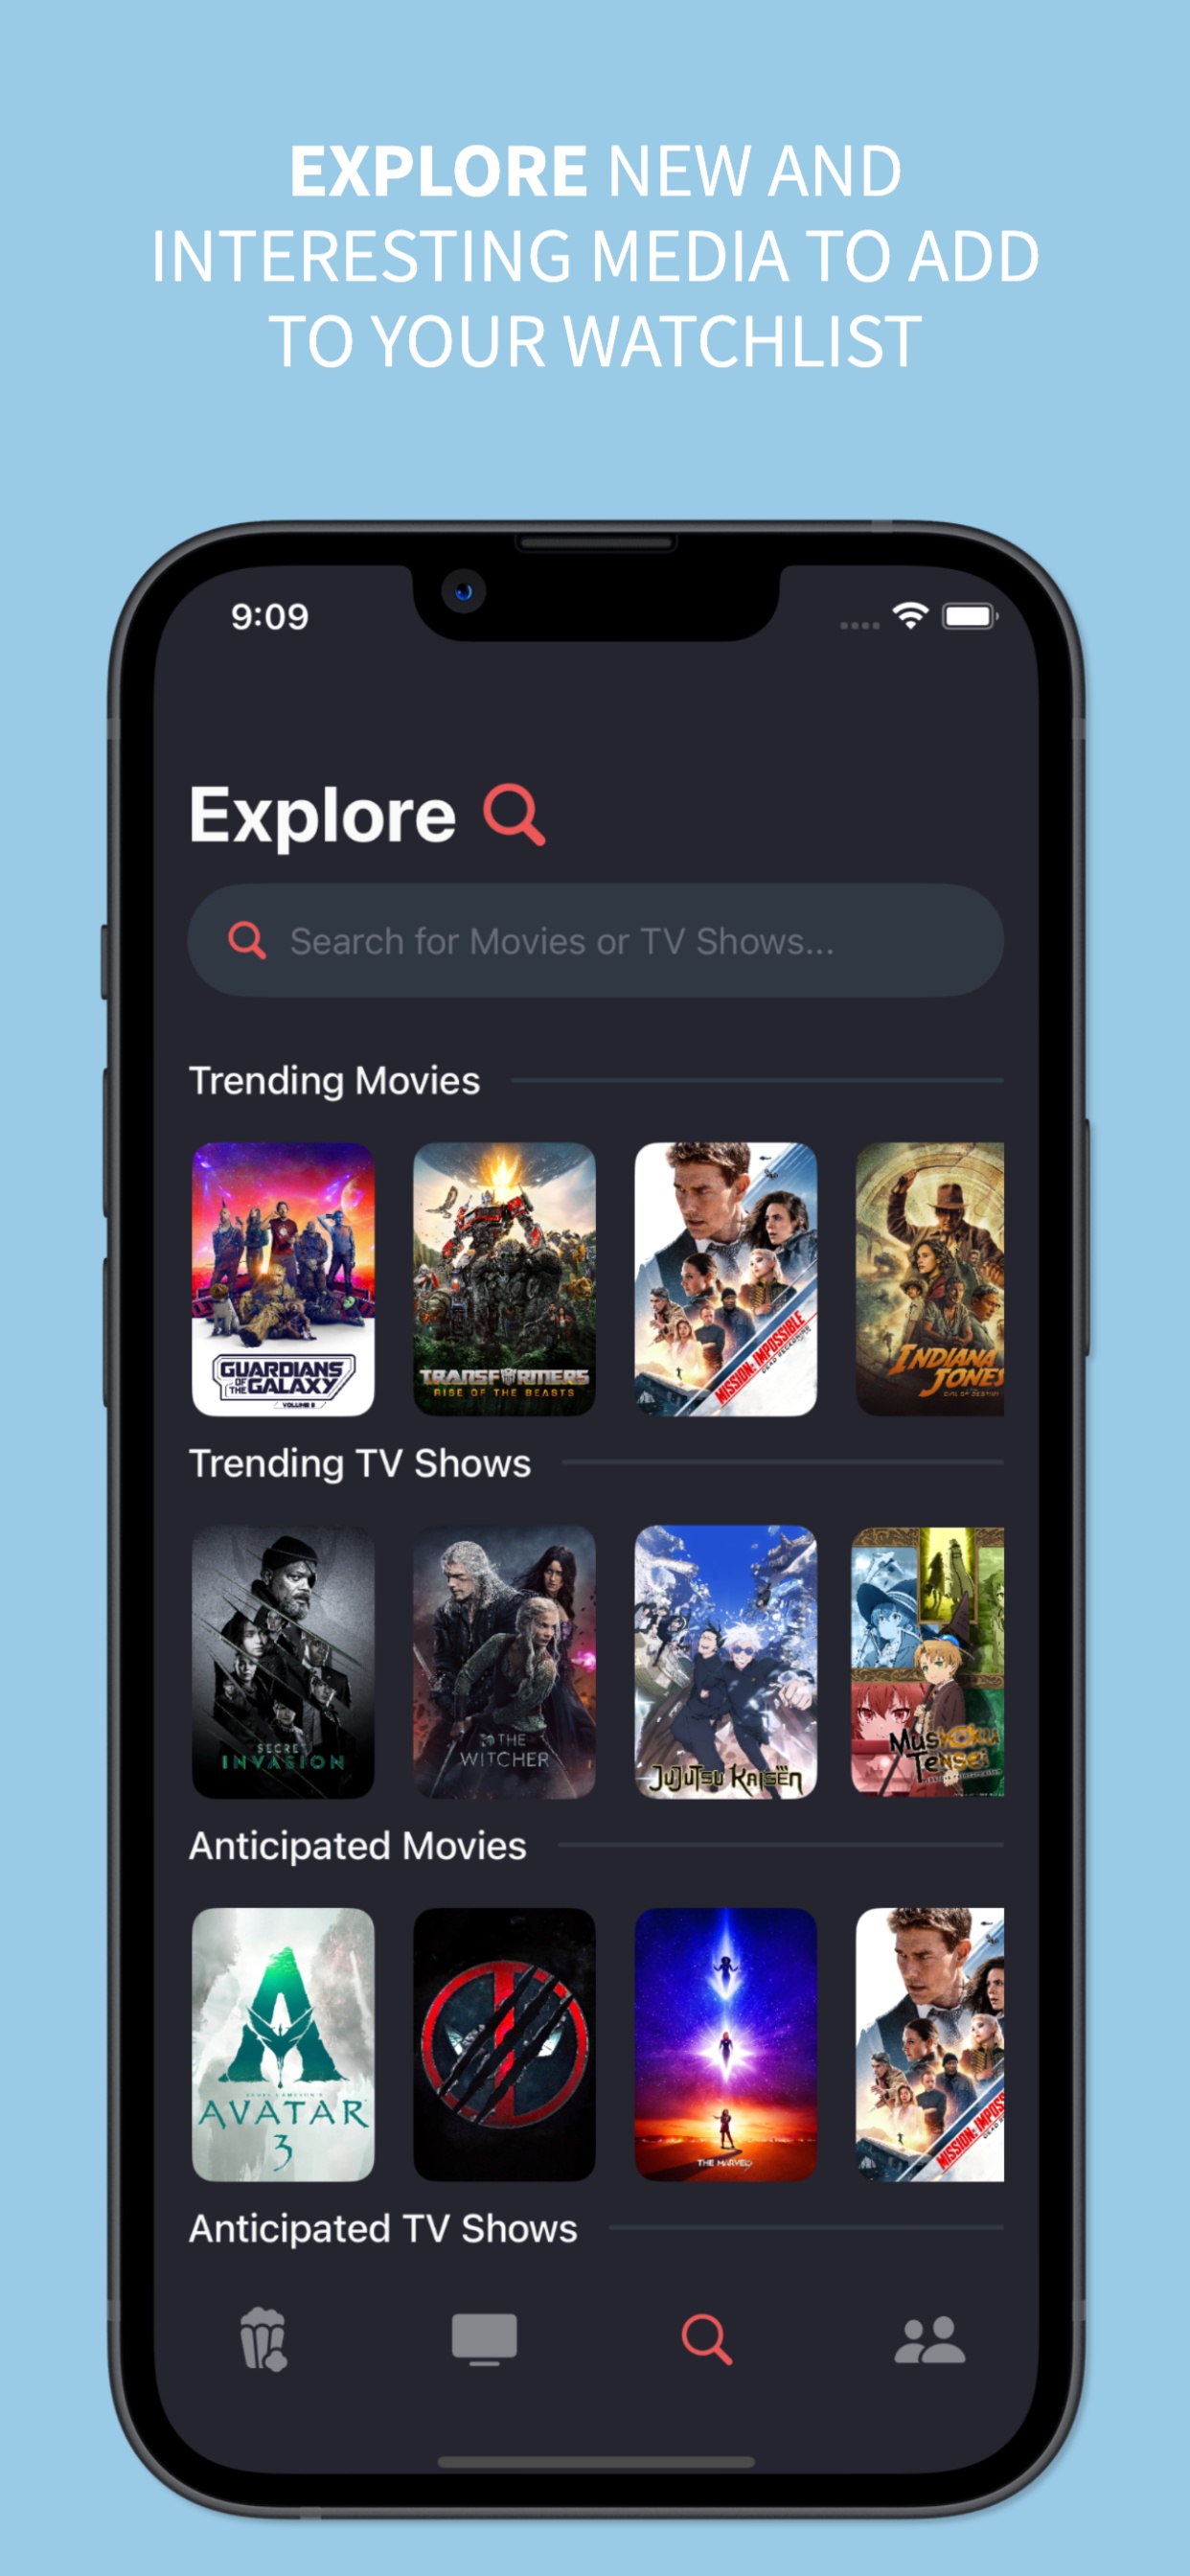 EXPLORE NEW AND
INTERESTING MEDIA TO ADD
TO YOUR WATCHLIST
9:09
Explore
Search for Movies or TV Shows...
Trending Movies
GUARDIANS
OF THE GALAXY
VOLUME 3
TRANSFORMERS
RISE OF THE BEASTS
MISSION: IMPOSSIBLE
DEAD RECKONING
INDIANA
JONES
DIAL OF DESTINY
Trending TV Shows
SECRET
INVASION
THE
WITCHER
JUJUTSU KAISEN
Mushoku
Tensei
Anticipated Movies
JAMES CAMERON'S
AVATAR
3
THE MARVELS
MISSION: IMPOSS
Anticipated TV Shows